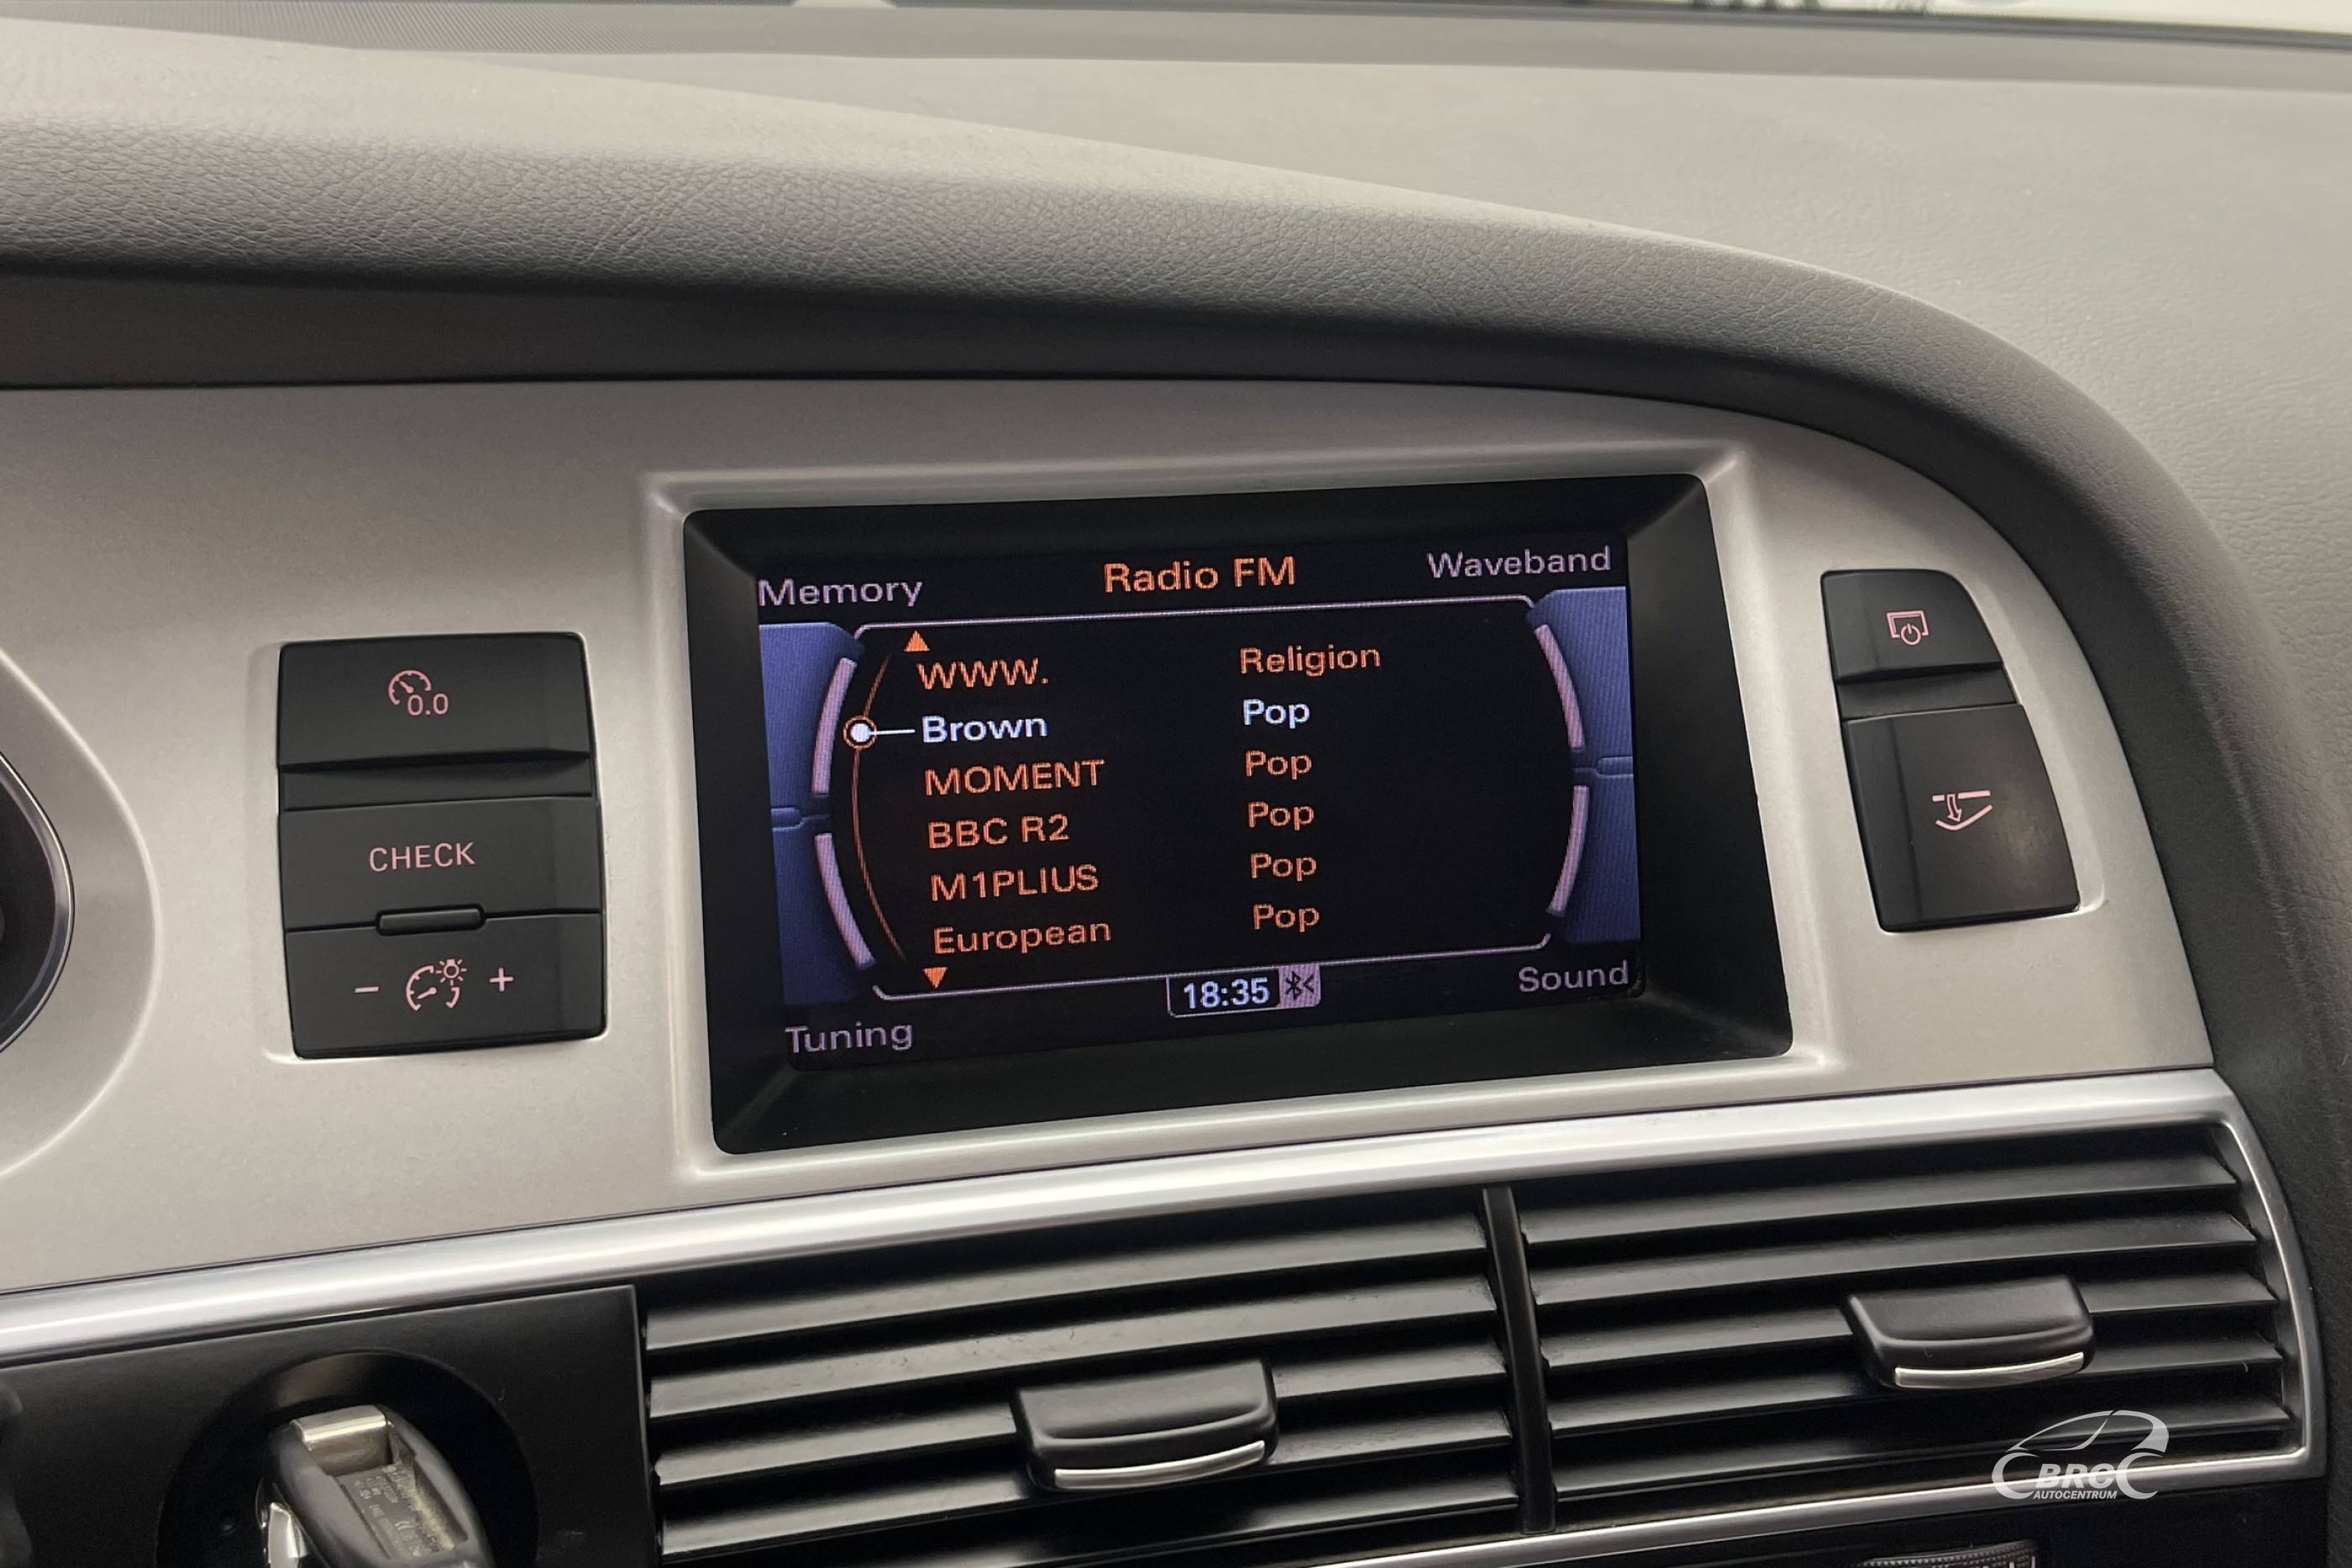 Memory Radio FM Waveband
WWW. Religion
Brown Pop
MOMENT Pop
BBC R2 Pop
M1PLIUS Pop
European Pop
18:35
Tuning Sound
0.0
CHECK
- +
BRC
AUTOCENTRUM